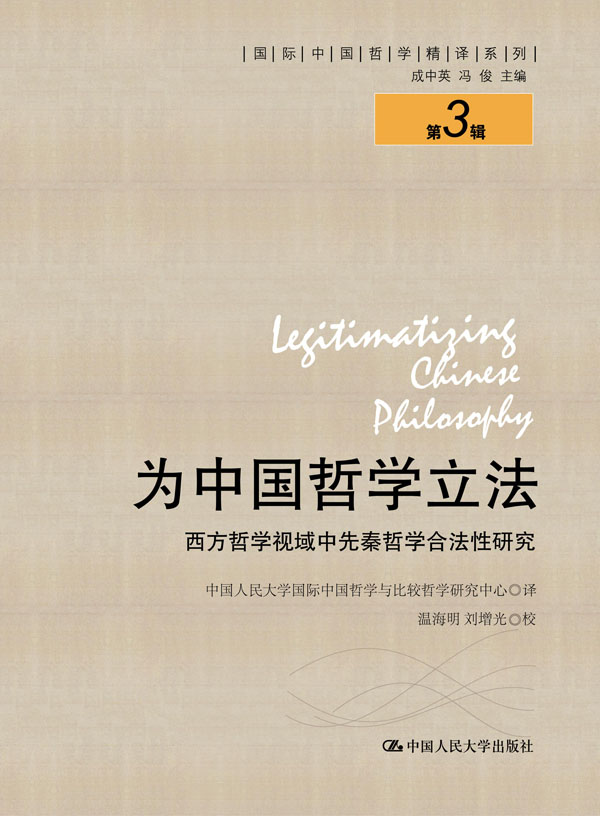 国际中国哲学精译系列
成中英 冯 俊 主编
第3辑
Legitimatizing
Chinese
Philosophy
为中国哲学立法
西方哲学视域中先秦哲学合法性研究
中国人民大学国际中国哲学与比较哲学研究中心◎译
温海明 刘增光◎校
中国人民大学出版社